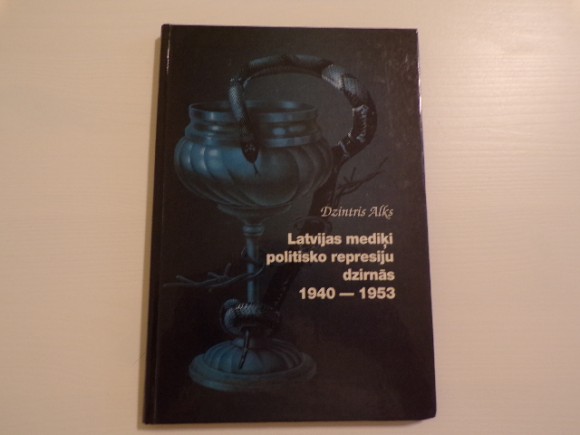 Dzintris Alks
Latvijas mediķi
politisko represiju
dzirnās
1940 — 1953